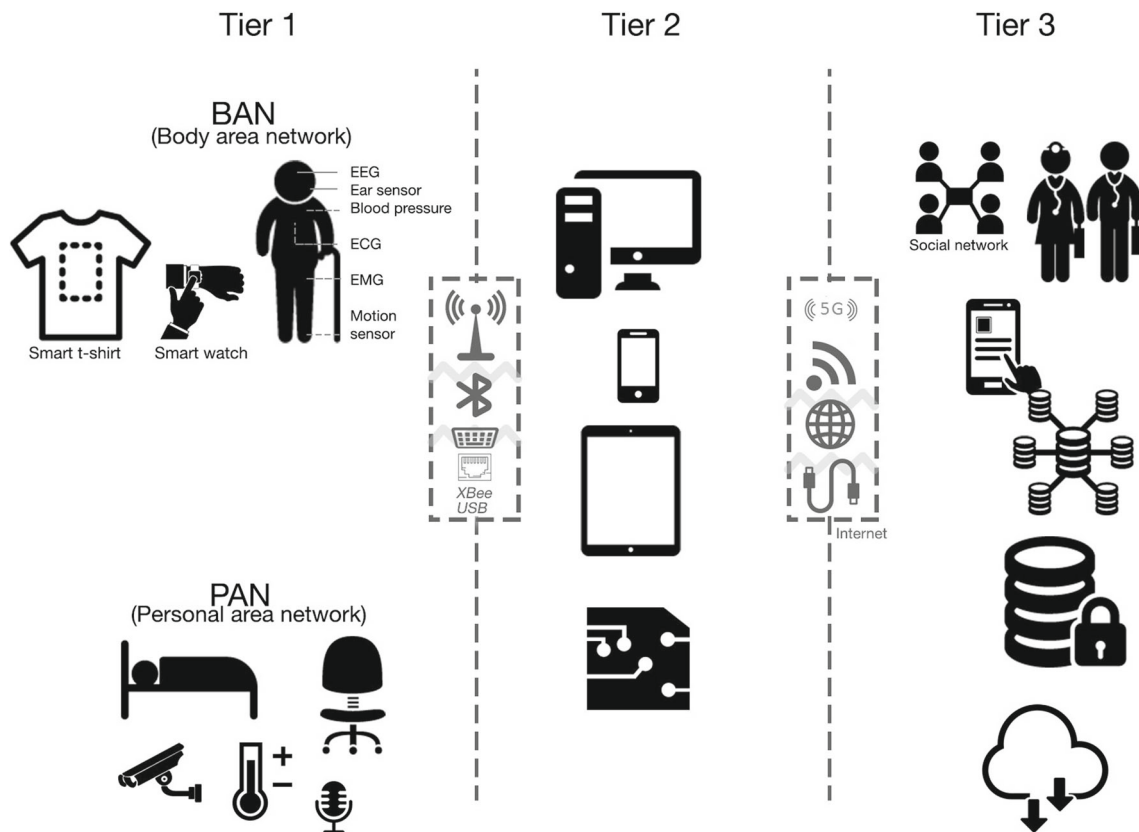 Tier 1
Tier 2
Tier 3
BAN
(Body area network)
EEG
Ear sensor
Blood pressure
ECG
EMG
Motion
sensor
Smart t-shirt
Smart watch
XBee
USB
PAN
(Personal area network)
5G
Internet
Social network